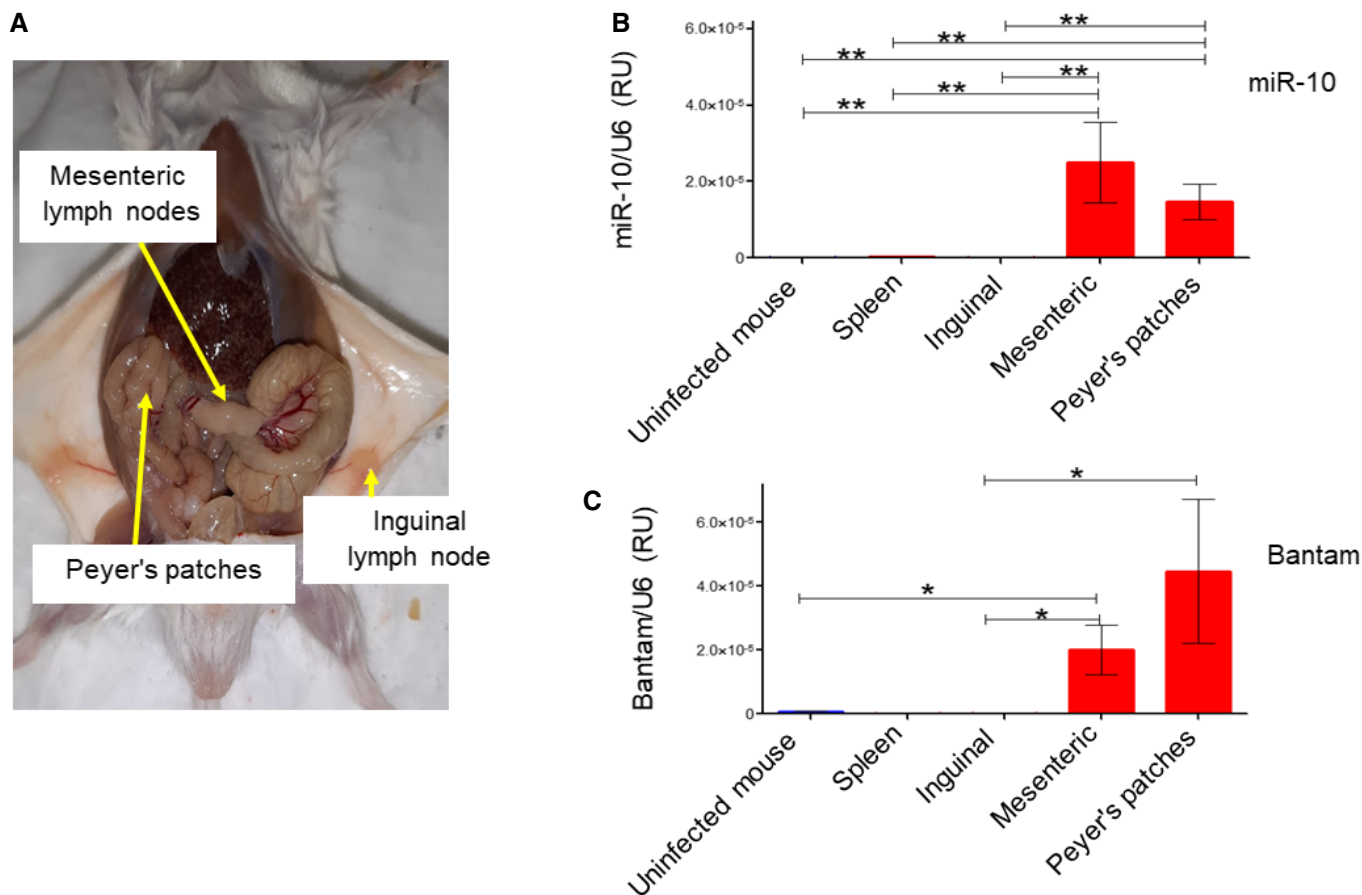 A
Mesenteric
lymph nodes
Peyer's patches
Inguinal
lymph node
B
miR-10/U6 (RU)
6.0×10⁻⁵
4.0×10⁻⁵
2.0×10⁻⁵
0
**
**
**
**
**
**
miR-10
Uninfected mouse
Spleen
Inguinal
Mesenteric
Peyer's patches
C
Bantam/U6 (RU)
6.0×10⁻⁵
4.0×10⁻⁵
2.0×10⁻⁵
0
*
*
*
Bantam
Uninfected mouse
Spleen
Inguinal
Mesenteric
Peyer's patches